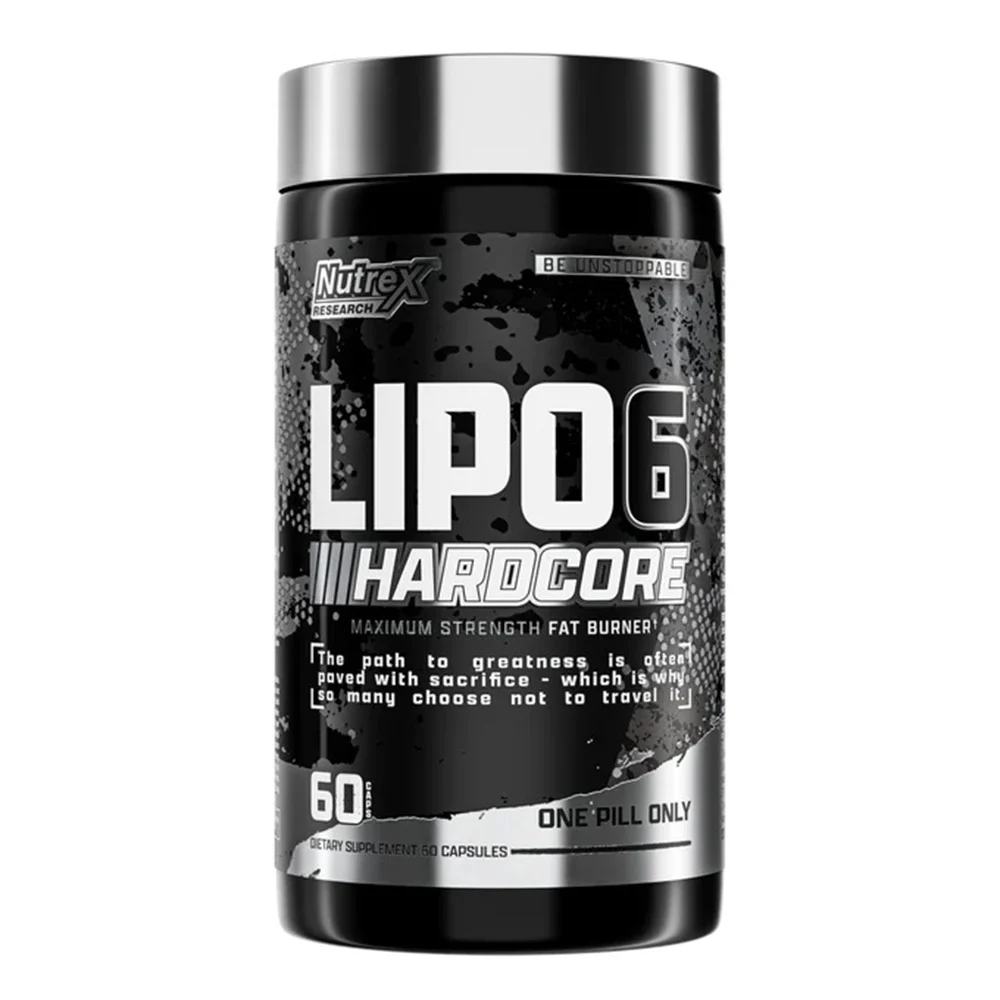 Nutrex
RESEARCH
BE UNSTOPPABLE
LIPO6
HARDCORE
MAXIMUM STRENGTH FAT BURNER†
The path to greatness is often
paved with sacrifice - which is why
so many choose not to travel it.
60 CAPS
ONE PILL ONLY
DIETARY SUPPLEMENT 60 CAPSULES